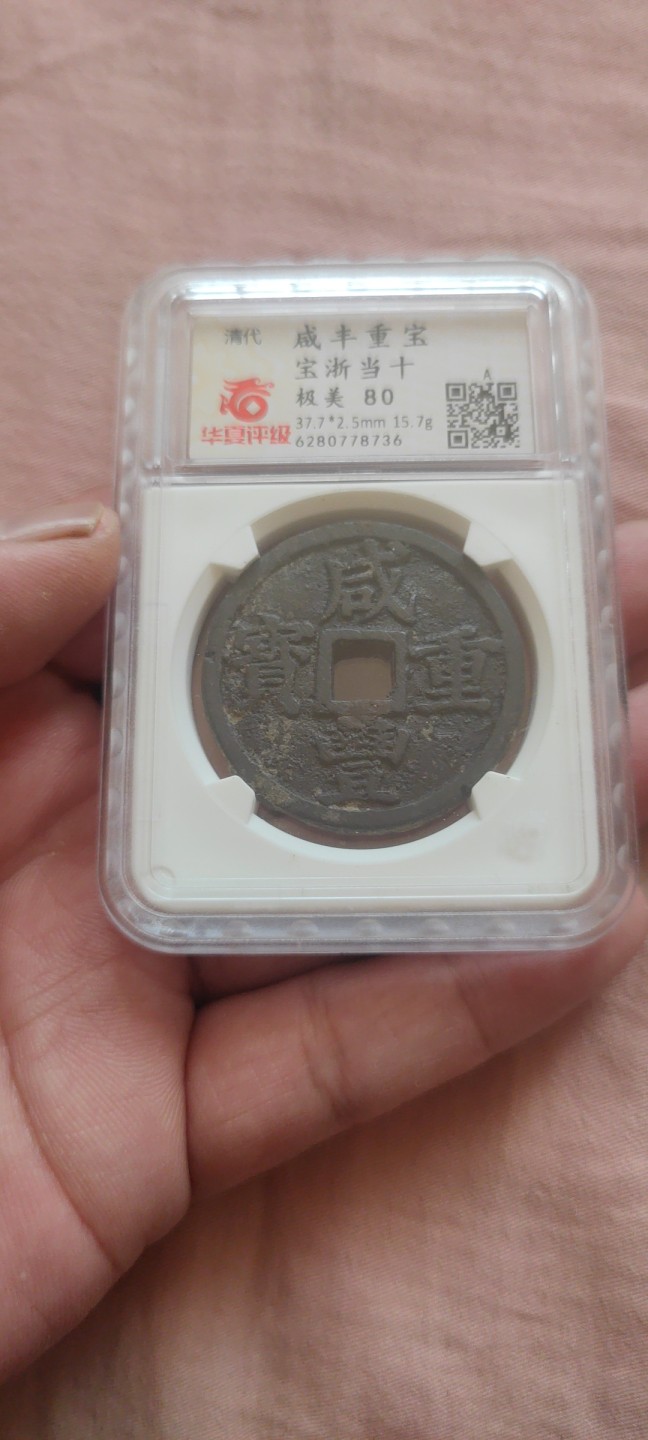 清代
咸丰重宝
宝浙当十
极美 80
37.7*2.5mm 15.7g
6280778736
A
华夏评级
咸
豐
重
寶